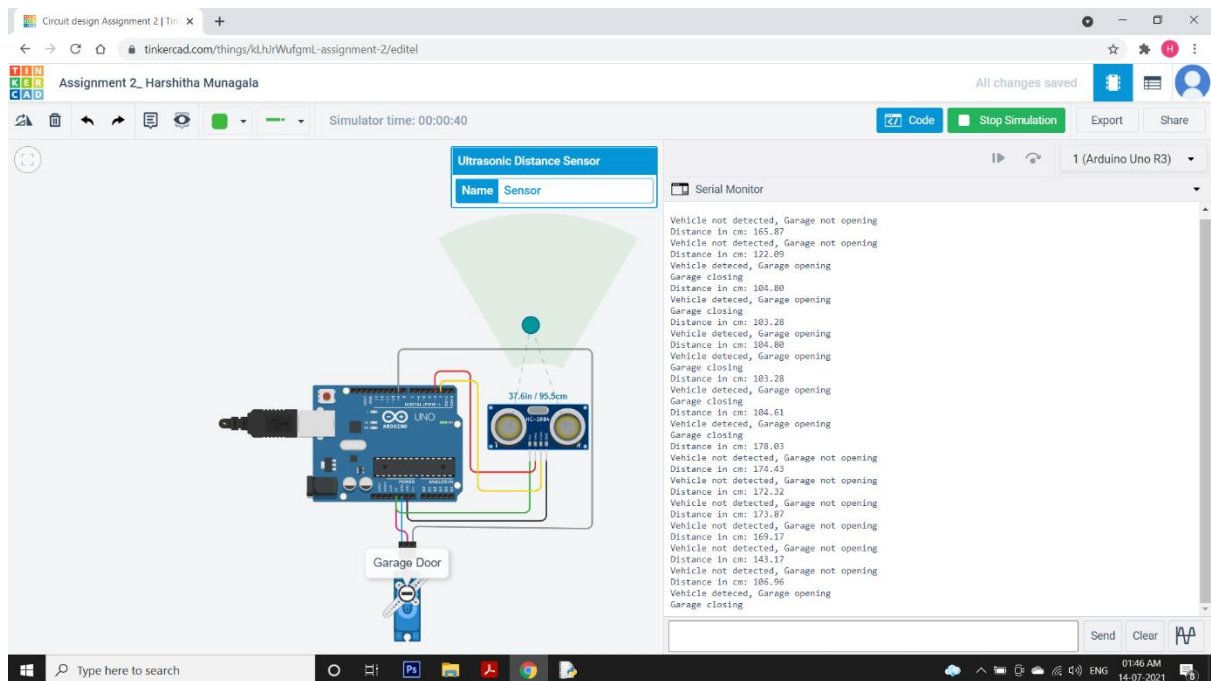 Circuit design Assignment 2 | Tin
tinkercad.com/things/kLhJrWufgmL-assignment-2/editel
H
TIN
KER
CAD
Assignment 2_ Harshitha Munagala
All changes saved
Simulator time: 00:00:40
Code
Stop Simulation
Export
Share
1 (Arduino Uno R3)
Ultrasonic Distance Sensor
Name Sensor
Serial Monitor
Vehicle not detected, Garage not opening
Distance in cm: 165.87
Vehicle not detected, Garage not opening
Distance in cm: 122.09
Vehicle deteced, Garage opening
Garage closing
Distance in cm: 104.80
Vehicle deteced, Garage opening
Garage closing
Distance in cm: 103.28
Vehicle deteced, Garage opening
Distance in cm: 104.80
Vehicle deteced, Garage opening
Garage closing
Distance in cm: 103.28
Vehicle deteced, Garage opening
Garage closing
Distance in cm: 104.61
Vehicle deteced, Garage opening
Garage closing
Distance in cm: 178.03
Vehicle not detected, Garage not opening
Distance in cm: 174.43
Vehicle not detected, Garage not opening
Distance in cm: 172.32
Vehicle not detected, Garage not opening
Distance in cm: 173.87
Vehicle not detected, Garage not opening
Distance in cm: 169.17
Vehicle not detected, Garage not opening
Distance in cm: 143.17
Vehicle not detected, Garage not opening
Distance in cm: 106.96
Vehicle deteced, Garage opening
Garage closing
37.6in / 95.5cm
HC-SR04
DIGITAL (PWM~)
UNO
ARDUINO
POWER
ANALOG IN
Garage Door
Send
Clear
Type here to search
Ps
ENG
01:46 AM
14-07-2021
8